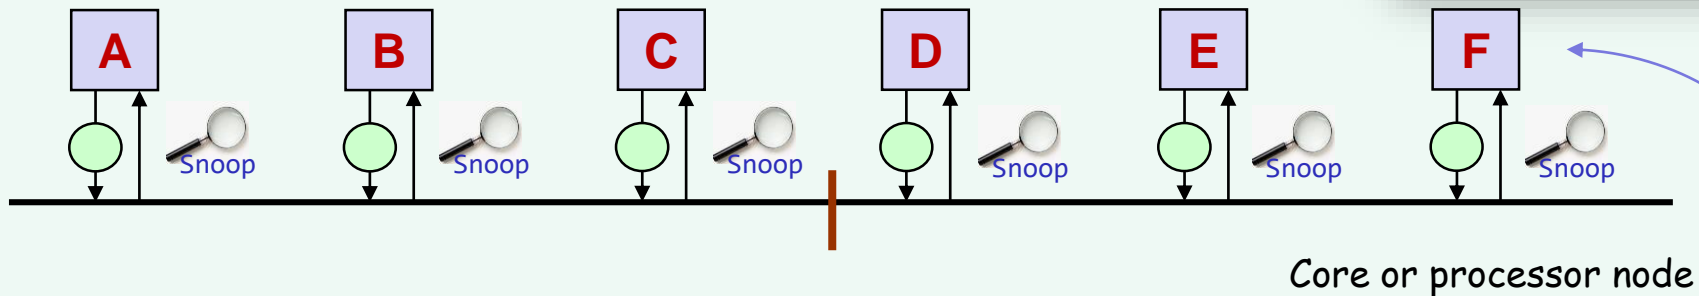 A B C D E F
Snoop Snoop Snoop Snoop Snoop Snoop
Core or processor node